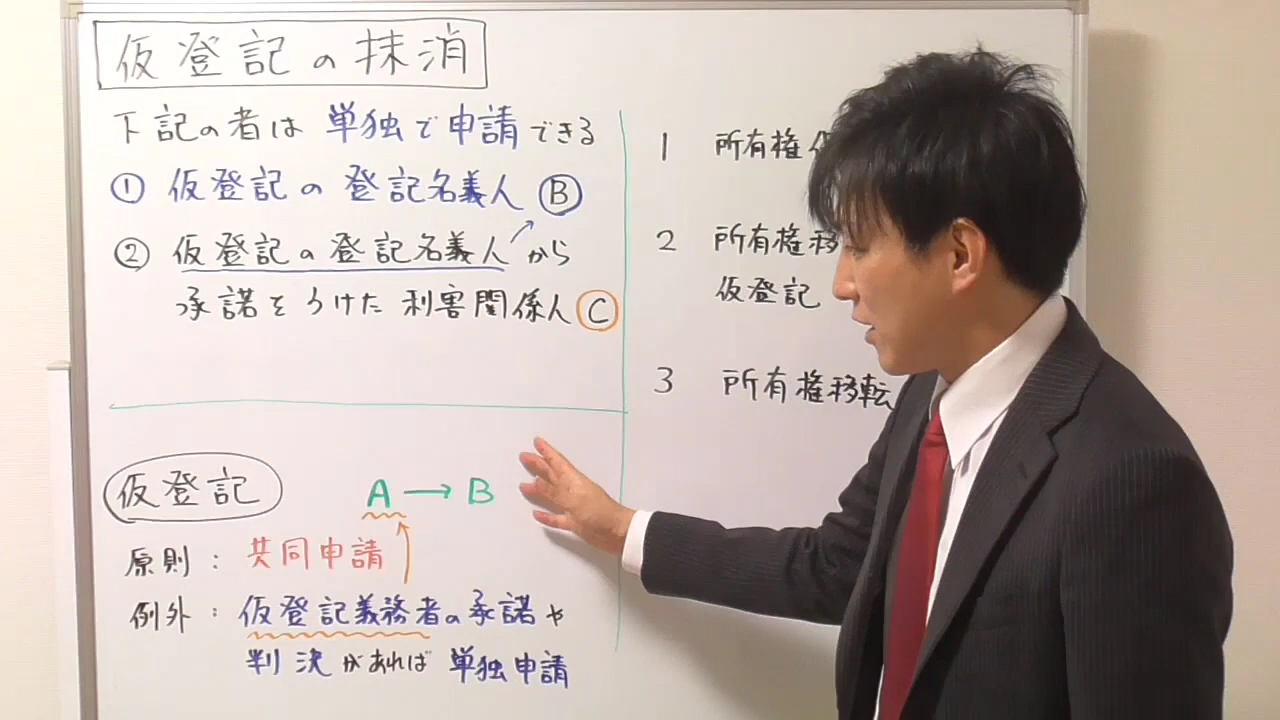 仮登記の抹消
下記の者は 単独で申請できる
① 仮登記の登記名義人 Ⓑ
② 仮登記の登記名義人から
承諾をうけた 利害関係人 Ⓒ
仮登記
A → B
原則: 共同申請
例外: 仮登記義務者の承諾や
判決があれば 単独申請
1 所有権
2 所有権移
仮登記
3 所有権移転